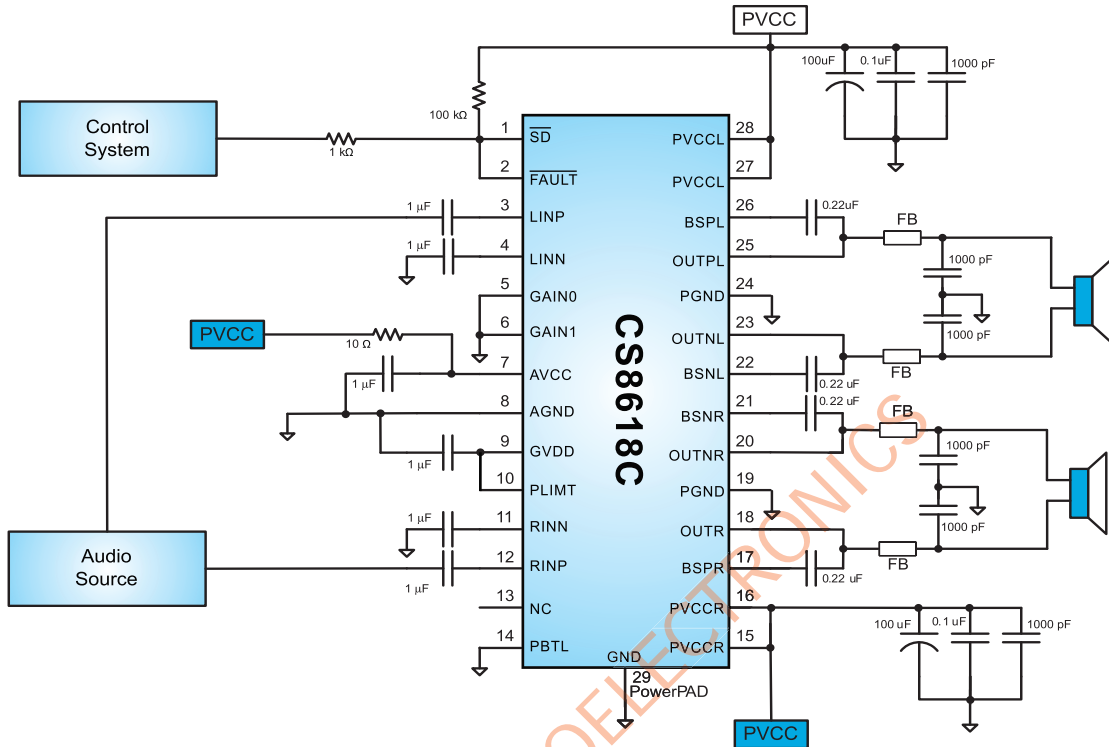 PVCC
100uF
0.1uF
1000 pF
Control
System
100 kΩ
1 kΩ
1 SD
2 FAULT
1 μF
3 LINP
1 μF
4 LINN
5 GAIN0
6 GAIN1
PVCC
10 Ω
7 AVCC
1 μF
8 AGND
9 GVDD
1 μF
10 PLIMT
1 μF
11 RINN
12 RINP
1 μF
Audio
Source
13 NC
14 PBTL
CS8618C
GND
29
PowerPAD
28 PVCCL
27 PVCCL
26 BSPL
0.22uF
25 OUTPL
FB
1000 pF
24 PGND
1000 pF
23 OUTNL
FB
22 BSNL
0.22 uF
21 BSNR
0.22 uF
FB
20 OUTNR
1000 pF
19 PGND
1000 pF
18 OUTR
FB
17 BSPR
0.22 uF
16 PVCCR
15 PVCCR
100 uF
0.1 uF
1000 pF
PVCC
OELECTRONICS